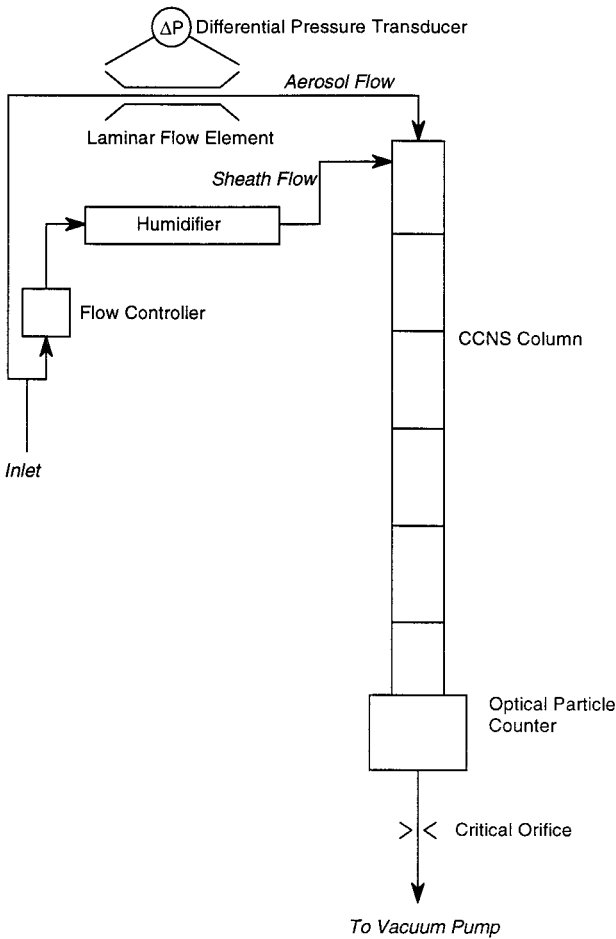 ΔP Differential Pressure Transducer
Aerosol Flow
Laminar Flow Element
Sheath Flow
Humidifier
Flow Controller
CCNS Column
Inlet
Optical Particle
Counter
Critical Orifice
To Vacuum Pump